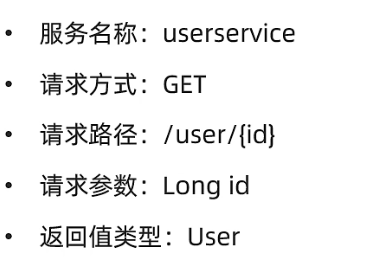 • 服务名称：userservice
• 请求方式：GET
• 请求路径：/user/{id}
• 请求参数：Long id
• 返回值类型：User